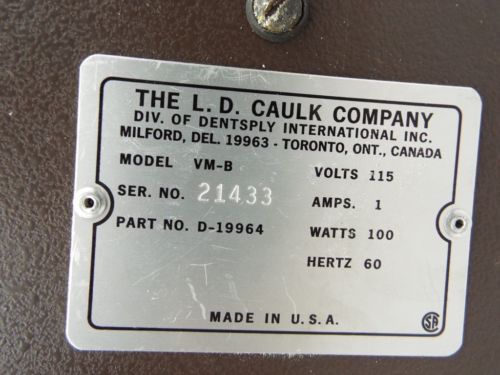 THE L. D. CAULK COMPANY
DIV. OF DENTSPLY INTERNATIONAL INC.
MILFORD, DEL. 19963 - TORONTO, ONT., CANADA
MODEL VM-B VOLTS 115
SER. NO. 21433 AMPS. 1
PART NO. D-19964 WATTS 100
HERTZ 60
MADE IN U.S.A. SA